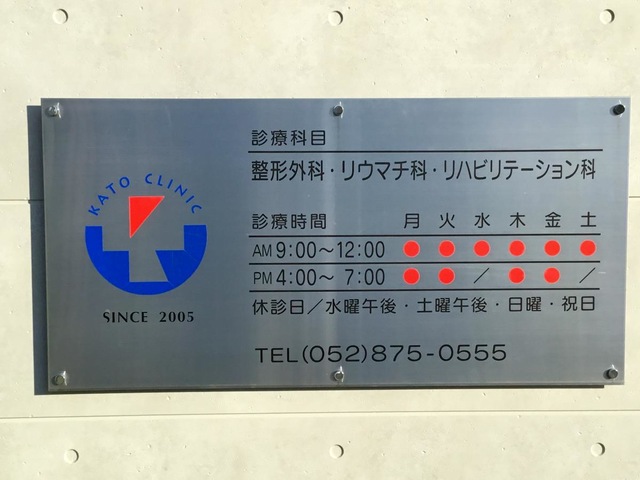 KATO CLINIC
SINCE 2005
診療科目
整形外科・リウマチ科・リハビリテーション科
診療時間 月 火 水 木 金 土
AM 9:00〜12:00 ● ● ● ● ● ●
PM 4:00〜 7:00 ● ● / ● ● /
休診日/水曜午後・土曜午後・日曜・祝日
TEL(052)875-0555